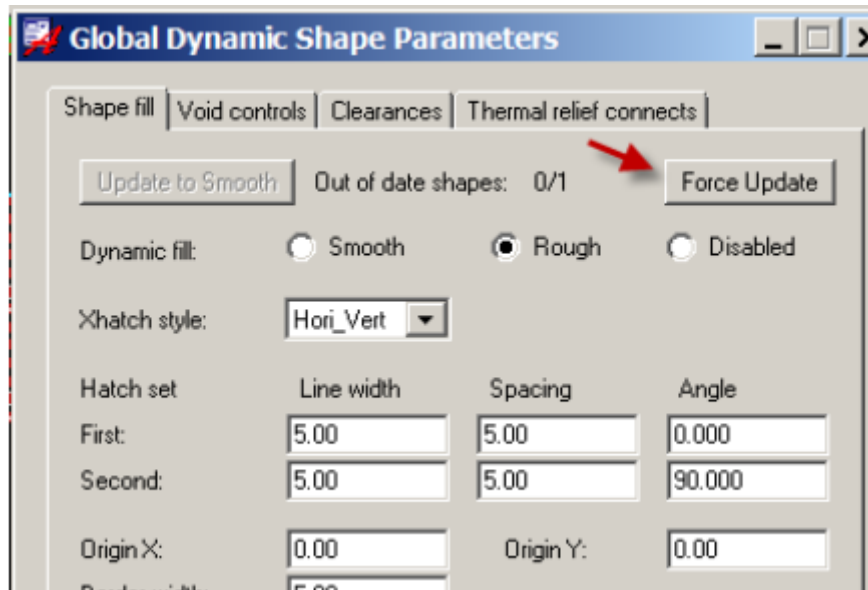 Global Dynamic Shape Parameters
Shape fill Void controls Clearances Thermal relief connects
Update to Smooth Out of date shapes: 0/1 Force Update
Dynamic fill: Smooth Rough Disabled
Xhatch style: Hori_Vert
Hatch set Line width Spacing Angle
First: 5.00 5.00 0.000
Second: 5.00 5.00 90.000
Origin X: 0.00 Origin Y: 0.00